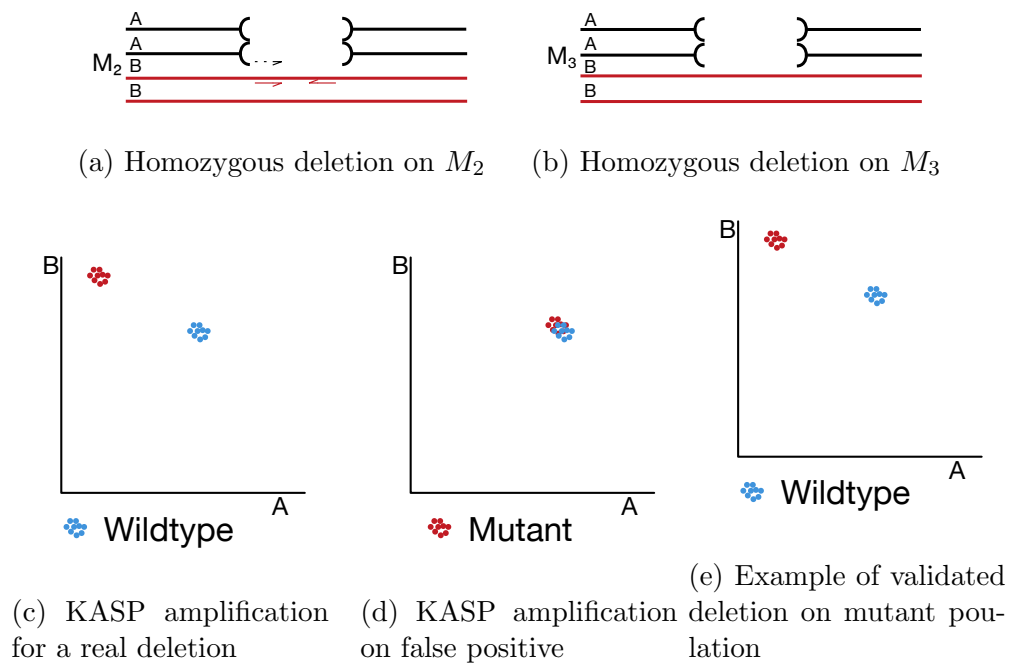 A
A
M2
B
B
A
A
M3
B
B
(a) Homozygous deletion on M2
(b) Homozygous deletion on M3
B
A
Wildtype
B
A
Mutant
B
A
Wildtype
(c) KASP amplification
for a real deletion
(d) KASP amplification
on false positive
(e) Example of validated
deletion on mutant pou-
lation